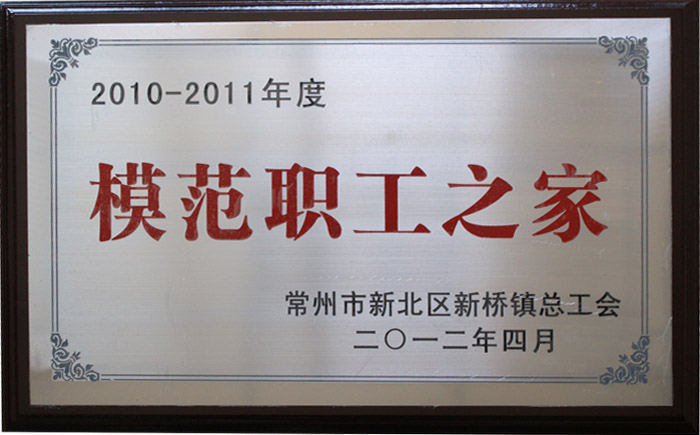 2010-2011年度
模范职工之家
常州市新北区新桥镇总工会
二〇一二年四月